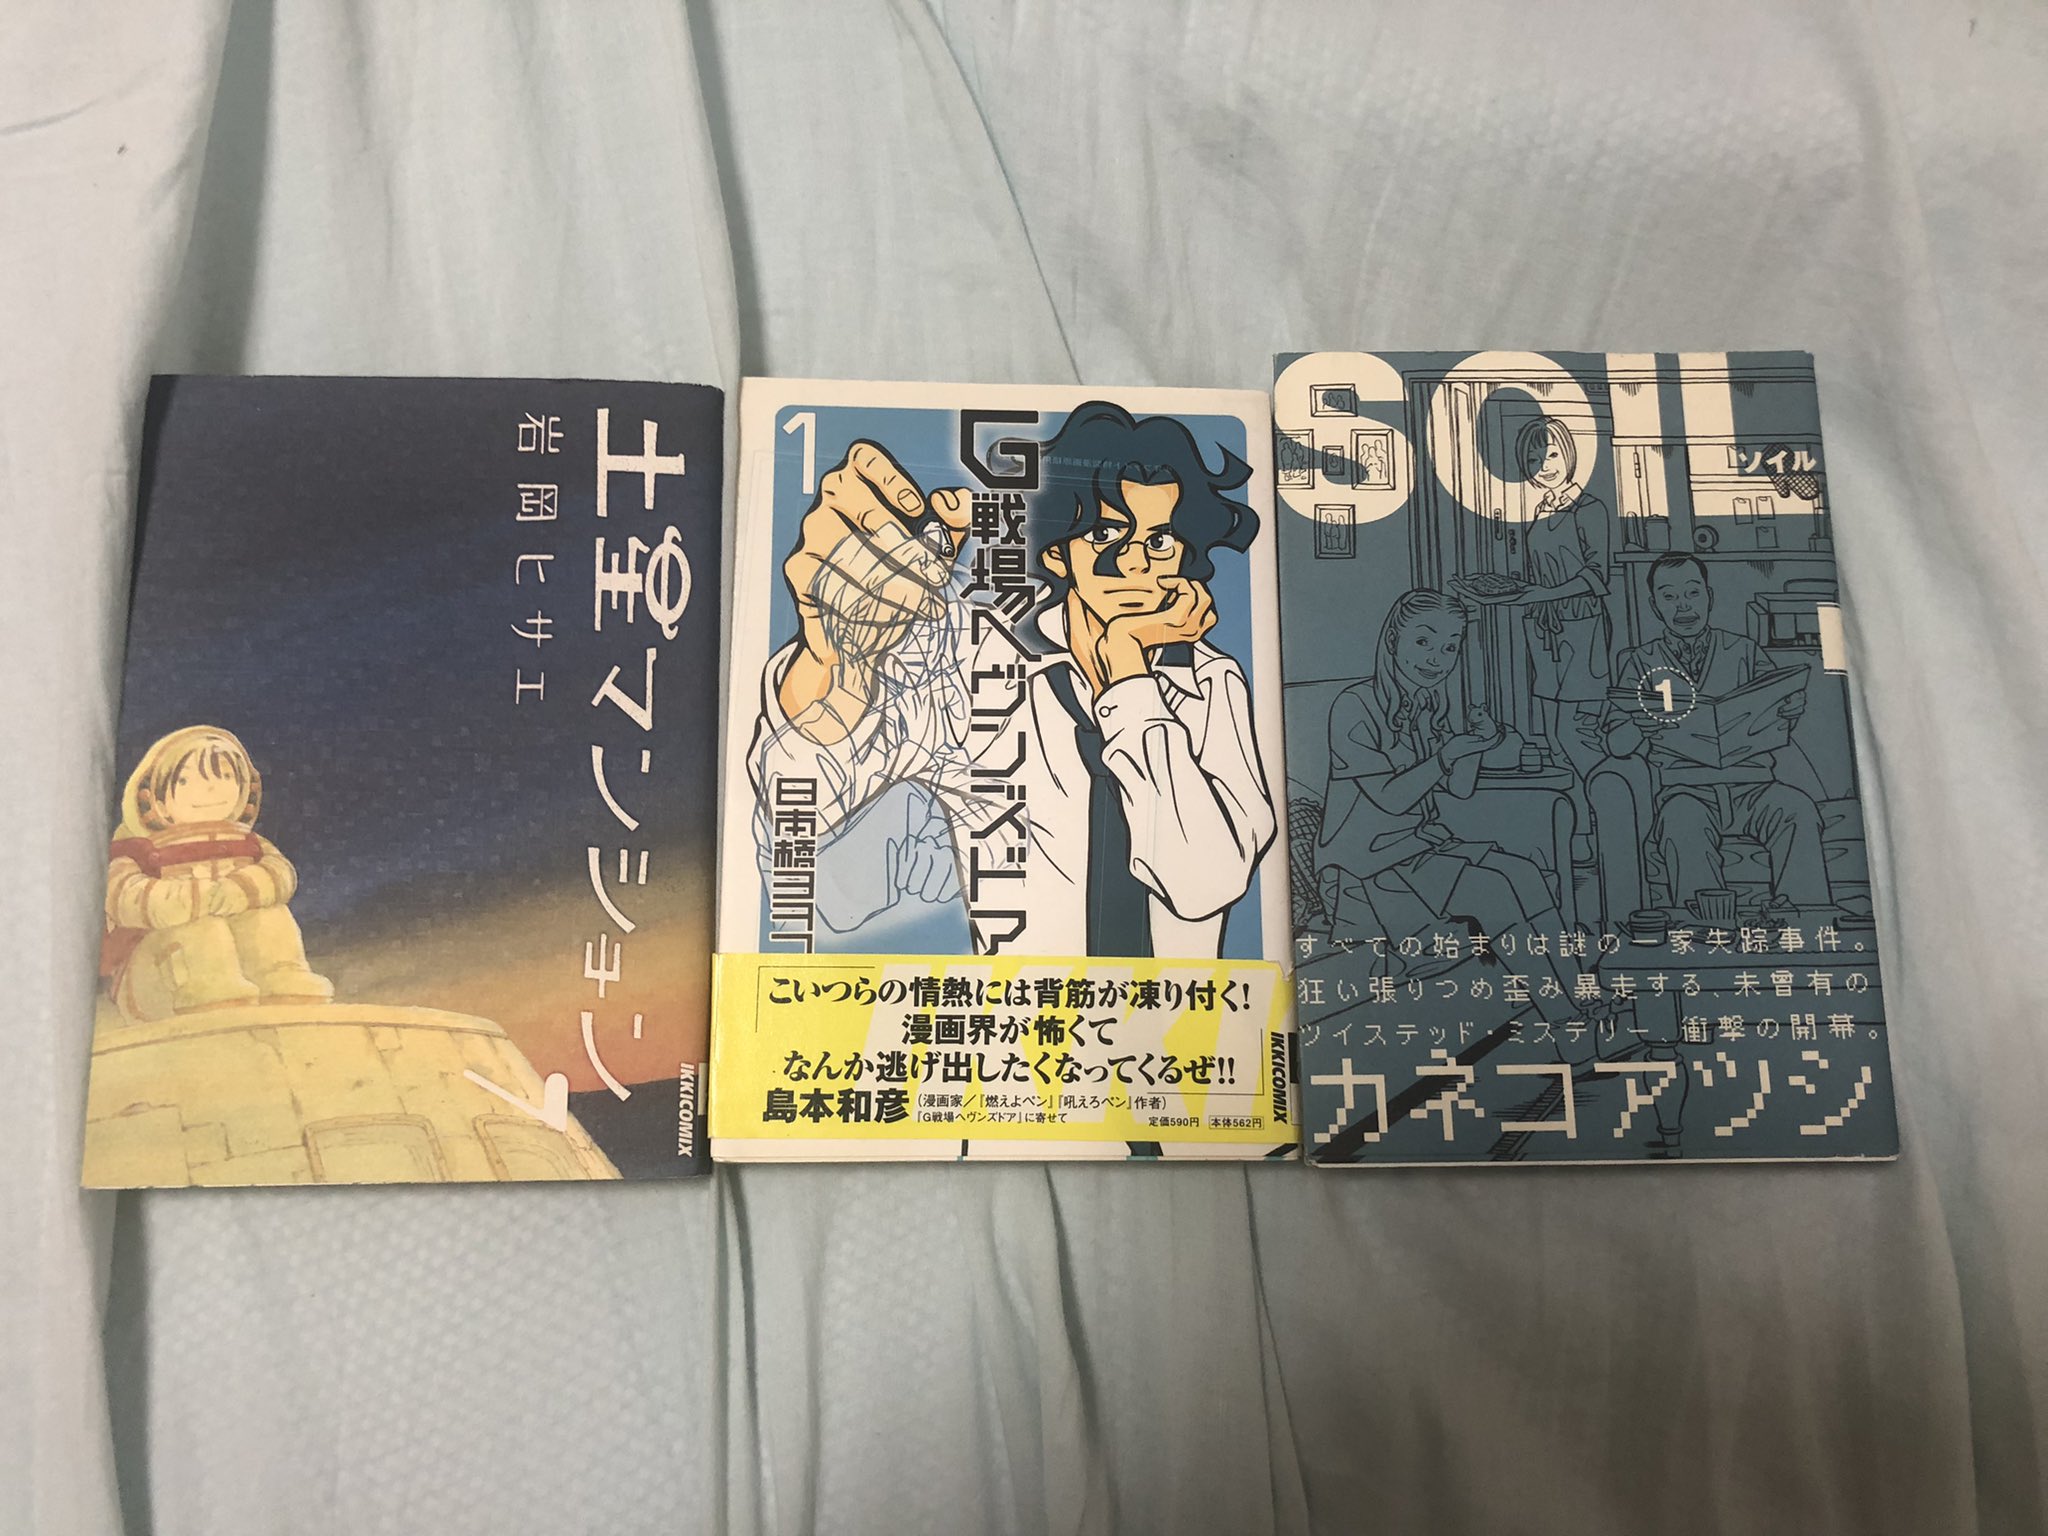 土星マンション
岩岡ヒサエ
7
IKKICOMIX
1
G戦場ヘヴンズドア
日本橋ヨヲコ
「こいつらの情熱には背筋が凍り付く!
漫画界が怖くて
なんか逃げ出したくなってくるぜ!!」
島本和彦(漫画家/『燃えよペン』『吼えろペン』作者)
『G戦場ヘヴンズドア』に寄せて
定価590円 本体562円
IKKI
IKKICOMIX
SOIL
ソイル
1
すべての始まりは謎の一家失踪事件。
狂い張りつめ歪み暴走する、未曾有の
ツイステッド・ミステリー、衝撃の開幕。
カネコアツシ